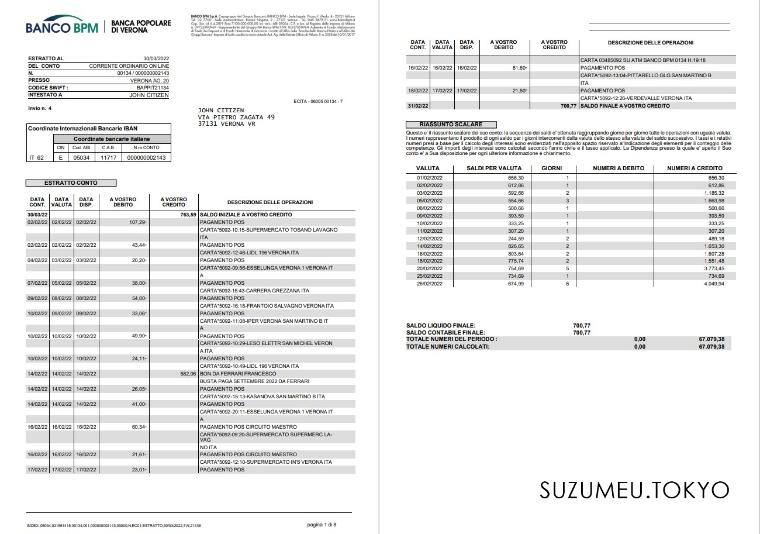 BANCO BPM | BANCA POPOLARE DI VERONA
ESTRATTO AL 30/03/2022
DEL CONTO CORRENTE ORDINARIO ON LINE
N. 00134 / 000000002143
PRESSO VERONA AG. 20
CODICE SWIFT : BAPPIT21134
INTESTATO A JOHN CITIZEN
Invio n. 4
JOHN CITIZEN
VIA PIETRO ZAGATA 49
37131 VERONA VR
Coordinate Internazionali Bancarie IBAN
Coordinate bancarie italiane
CIN Cod. ABI C A B N.ro CONTO
IT 62 E 05034 11717 000000002143
ESTRATTO CONTO
DATA CONT. DATA VALUTA DATA DISP. A VOSTRO DEBITO A VOSTRO CREDITO DESCRIZIONE DELLE OPERAZIONI
30/03/22 763,59 SALDO INIZIALE A VOSTRO CREDITO
02/02/22 02/02/22 02/02/22 107,29- PAGAMENTO POS
CARTA*5092-10:15-SUPERMERCATO TOSANO LAVAGNO
ITA
02/02/22 02/02/22 02/02/22 43,44- PAGAMENTO POS
CARTA*5092-12:46-LIDL 196 VERONA ITA
04/02/22 03/02/22 03/02/22 20,20- PAGAMENTO POS
CARTA*5092-09:56-ESSELUNGA VERONA 1 VERONA IT
A
07/02/22 05/02/22 05/02/22 38,00- PAGAMENTO POS
CARTA*5092-16:43-CARRERA GREZZANA ITA
09/02/22 08/02/22 08/02/22 54,00- PAGAMENTO POS
CARTA*5092-16:18-FRANTOIO SALVAGNO VERONA ITA
10/02/22 09/02/22 09/02/22 33,06- PAGAMENTO POS
CARTA*5092-11:08-IPER VERONA SAN MARTINO B IT
A
10/02/22 10/02/22 10/02/22 49,90- PAGAMENTO POS
CARTA*5092-10:29-LESO ELETTR SAN MICHEL VERON
A ITA
10/02/22 10/02/22 10/02/22 24,11- PAGAMENTO POS
CARTA*5092-10:49-LIDL 196 VERONA ITA
14/02/22 14/02/22 14/02/22 582,06 BON.DA FERRARI FRANCESCO
BUSTA PAGA SETTEMBRE 2022 DA FERRARI
14/02/22 14/02/22 14/02/22 26,05- PAGAMENTO POS
CARTA*5092-15:13-KASANOVA SAN MARTINO B ITA
14/02/22 14/02/22 14/02/22 41,00- PAGAMENTO POS
CARTA*5092-20:11-ESSELUNGA VERONA 1 VERONA IT
A
16/02/22 16/02/22 16/02/22 60,34- PAGAMENTO POS CIRCUITO MAESTRO
CARTA*5092-09:20-SUPERMERCATO SUPERMERC LA-
VAG
NO ITA
16/02/22 16/02/22 16/02/22 21,61- PAGAMENTO POS CIRCUITO MAESTRO
CARTA*5092-12:10-SUPERMERCATO IN'S VERONA ITA
17/02/22 17/02/22 17/02/22 23,01- PAGAMENTO POS
pagina 1 di 8
DATA CONT. DATA VALUTA DATA DISP. A VOSTRO DEBITO A VOSTRO CREDITO DESCRIZIONE DELLE OPERAZIONI
CARTA 03485092 SU ATM BANCO BPM 0134 H.19:18
16/02/22 16/02/22 16/02/22 81,60- PAGAMENTO POS
CARTA*5092-13:04-PITTARELLO GLG SAN MARTINO B
ITA
18/02/22 17/02/22 17/02/22 21,50- PAGAMENTO POS
CARTA*5092-12:26-VERDEVALLE VERONA ITA
31/02/22 700,77 SALDO FINALE A VOSTRO CREDITO
RIASSUNTO SCALARE
VALUTA SALDI PER VALUTA GIORNI NUMERI A DEBITO NUMERI A CREDITO
01/02/2022 656,30 1 656,30
02/02/2022 612,86 1 612,86
03/02/2022 592,66 2 1.185,32
05/02/2022 554,66 3 1.663,98
08/02/2022 500,66 1 500,66
09/02/2022 393,59 1 393,59
10/02/2022 333,25 1 333,25
11/02/2022 307,20 1 307,20
12/02/2022 244,59 2 489,18
14/02/2022 826,65 2 1.653,30
16/02/2022 803,64 2 1.607,28
18/02/2022 775,74 2 1.551,48
20/02/2022 754,69 5 3.773,45
25/02/2022 734,69 1 734,69
26/02/2022 674,99 6 4.049,94
SALDO LIQUIDO FINALE: 700,77
SALDO CONTABILE FINALE: 700,77
TOTALE NUMERI DEL PERIODO : 0,00 67.079,38
TOTALE NUMERI CALCOLATI: 0,00 67.079,38
SUZUMEU.TOKYO